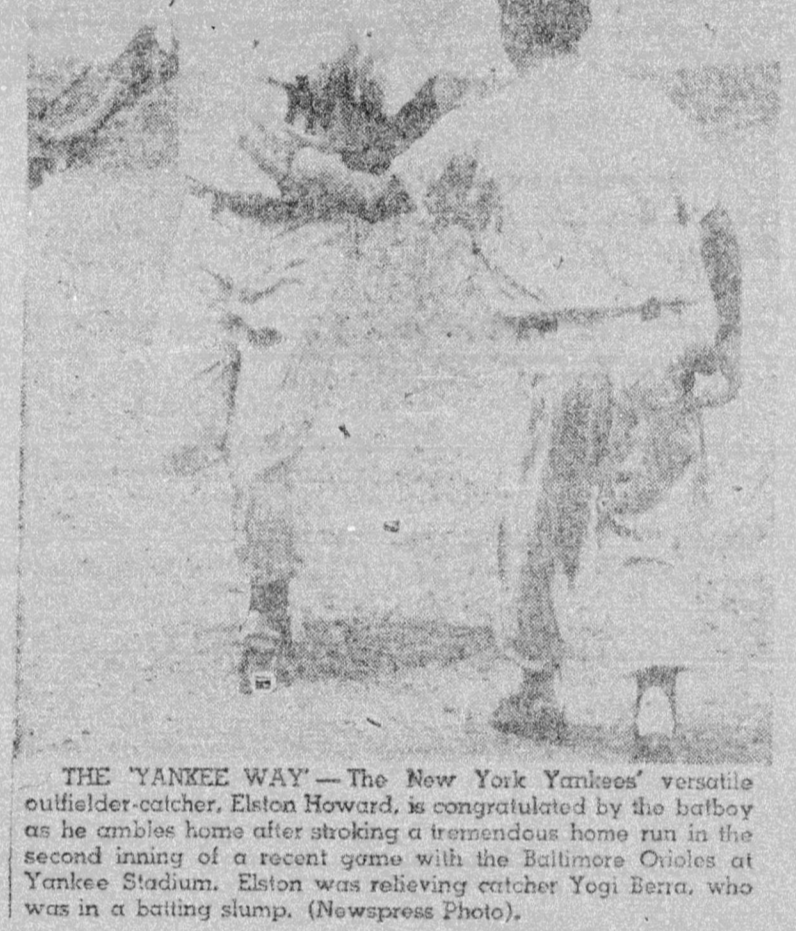 THE 'YANKEE WAY' — The New York Yankees' versatile
outfielder-catcher, Elston Howard, is congratulated by the batboy
as he ambles home after stroking a tremendous home run in the
second inning of a recent game with the Baltimore Orioles at
Yankee Stadium. Elston was relieving catcher Yogi Berra, who
was in a batting slump. (Newspress Photo).